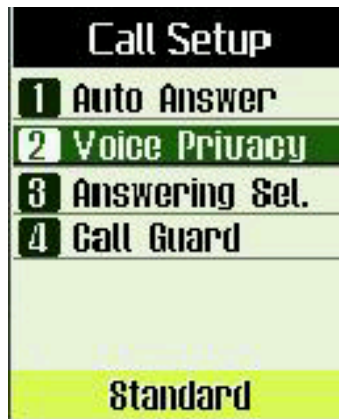 Call Setup
1 Auto Answer
2 Voice Privacy
3 Answering Sel.
4 Call Guard
Standard